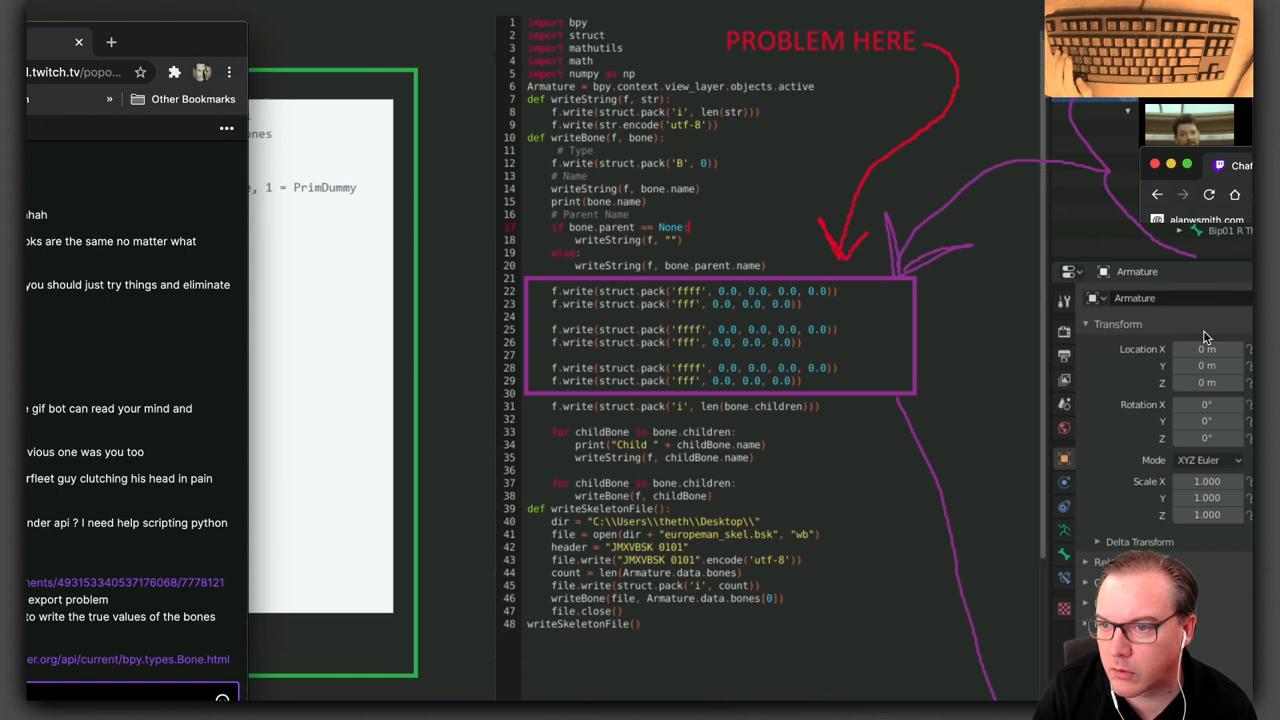 l.twitch.tv/popo...
Other Bookmarks
hhah
oks are the same no matter what
you should just try things and eliminate
e gif bot can read your mind and
vious one was you too
rfleet guy clutching his head in pain
nder api ? I need help scripting python
nents/493153340537176068/7778121
export problem
to write the true values of the bones
er.org/api/current/bpy.types.Bone.html
ones
e, 1 = PrimDummy
PROBLEM HERE
1 import bpy
2 import struct
3 import mathutils
4 import math
5 import numpy as np
6 Armature = bpy.context.view_layer.objects.active
7 def writeString(f, str):
8 f.write(struct.pack('i', len(str)))
9 f.write(str.encode('utf-8'))
10 def writeBone(f, bone):
11 # Type
12 f.write(struct.pack('B', 0))
13 # Name
14 writeString(f, bone.name)
15 print(bone.name)
16 # Parent Name
17 if bone.parent == None:
18 writeString(f, "")
19 else:
20 writeString(f, bone.parent.name)
21
22 f.write(struct.pack('ffff', 0.0, 0.0, 0.0, 0.0))
23 f.write(struct.pack('fff', 0.0, 0.0, 0.0))
24
25 f.write(struct.pack('ffff', 0.0, 0.0, 0.0, 0.0))
26 f.write(struct.pack('fff', 0.0, 0.0, 0.0))
27
28 f.write(struct.pack('ffff', 0.0, 0.0, 0.0, 0.0))
29 f.write(struct.pack('fff', 0.0, 0.0, 0.0))
30
31 f.write(struct.pack('i', len(bone.children)))
32
33 for childBone in bone.children:
34 print("Child " + childBone.name)
35 writeString(f, childBone.name)
36
37 for childBone in bone.children:
38 writeBone(f, childBone)
39 def writeSkeletonFile():
40 dir = "C:\\Users\\theth\\Desktop\\"
41 file = open(dir + "europeman_skel.bsk", "wb")
42 header = "JMXVBSK 0101"
43 file.write("JMXVBSK 0101".encode('utf-8'))
44 count = len(Armature.data.bones)
45 file.write(struct.pack('i', count))
46 writeBone(file, Armature.data.bones[0])
47 file.close()
48 writeSkeletonFile()
Chat
alanwsmith.com
Bip01 R Th
Armature
Armature
Transform
Location X 0 m
Y 0 m
Z 0 m
Rotation X 0°
Y 0°
Z 0°
Mode XYZ Euler
Scale X 1.000
Y 1.000
Z 1.000
Delta Transform
Rel